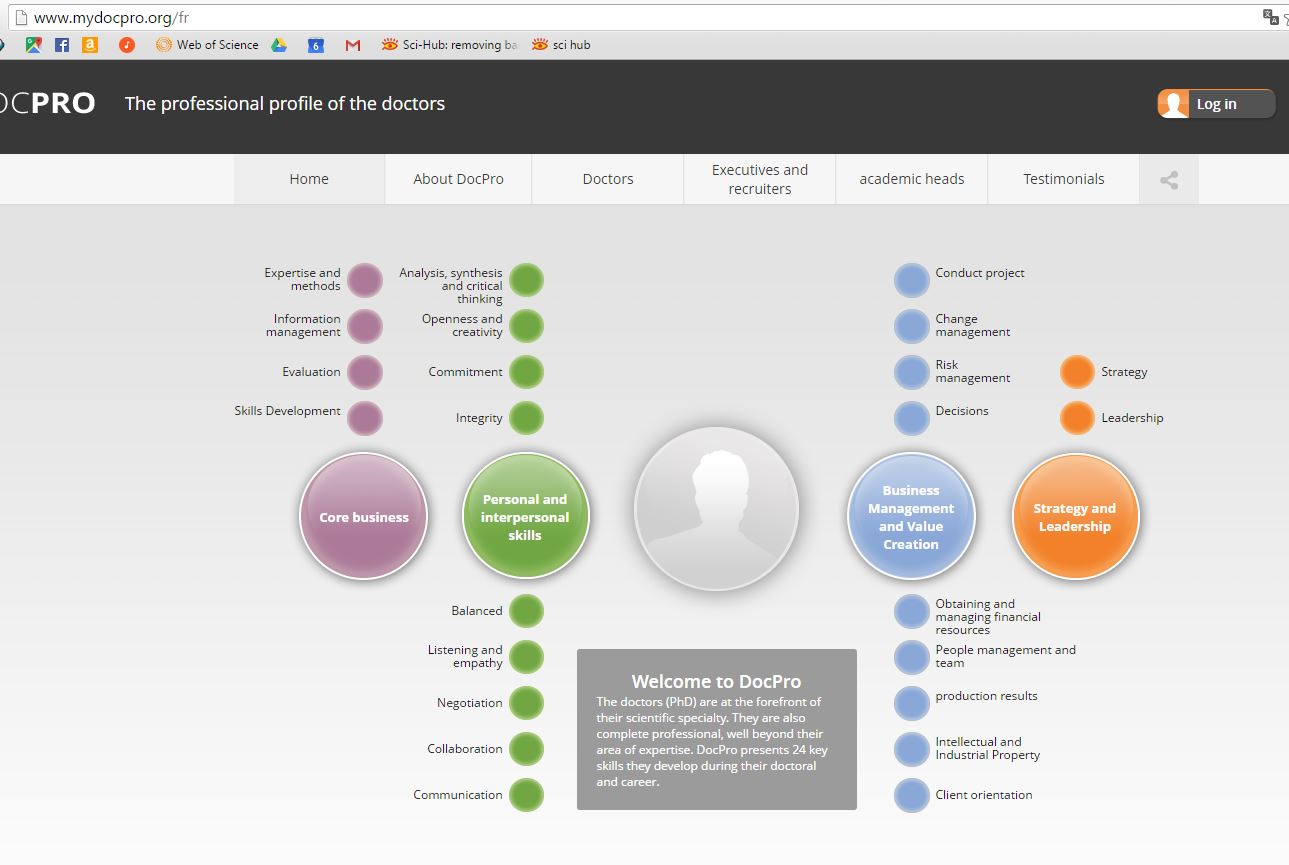 www.mydocpro.org/fr
Web of Science
6
Sci-Hub: removing ba
sci hub
OCPRO
The professional profile of the doctors
Log in
Home
About DocPro
Doctors
Executives and
recruiters
academic heads
Testimonials
Expertise and
methods
Information
management
Evaluation
Skills Development
Analysis, synthesis
and critical
thinking
Openness and
creativity
Commitment
Integrity
Conduct project
Change
management
Risk
management
Decisions
Strategy
Leadership
Core business
Personal and
interpersonal
skills
Business
Management
and Value
Creation
Strategy and
Leadership
Balanced
Listening and
empathy
Negotiation
Collaboration
Communication
Welcome to DocPro
The doctors (PhD) are at the forefront of
their scientific specialty. They are also
complete professional, well beyond their
area of expertise. DocPro presents 24 key
skills they develop during their doctoral
and career.
Obtaining and
managing financial
resources
People management and
team
production results
Intellectual and
Industrial Property
Client orientation